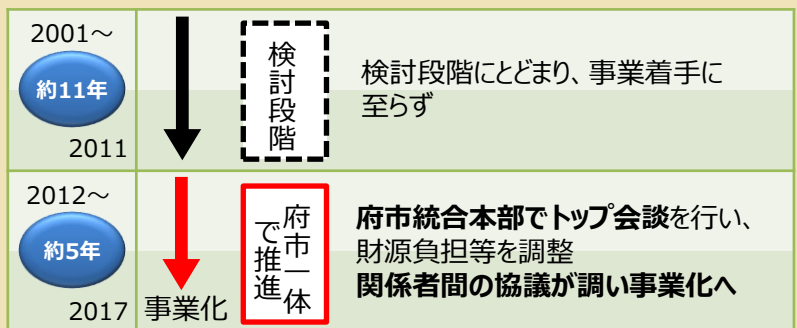 2001～
約11年
2011
検討段階
検討段階にとどまり、事業着手に
至らず
2012～
約5年
2017
事業化
府市一体
で推進
府市統合本部でトップ会談を行い、
財源負担等を調整
関係者間の協議が調い事業化へ